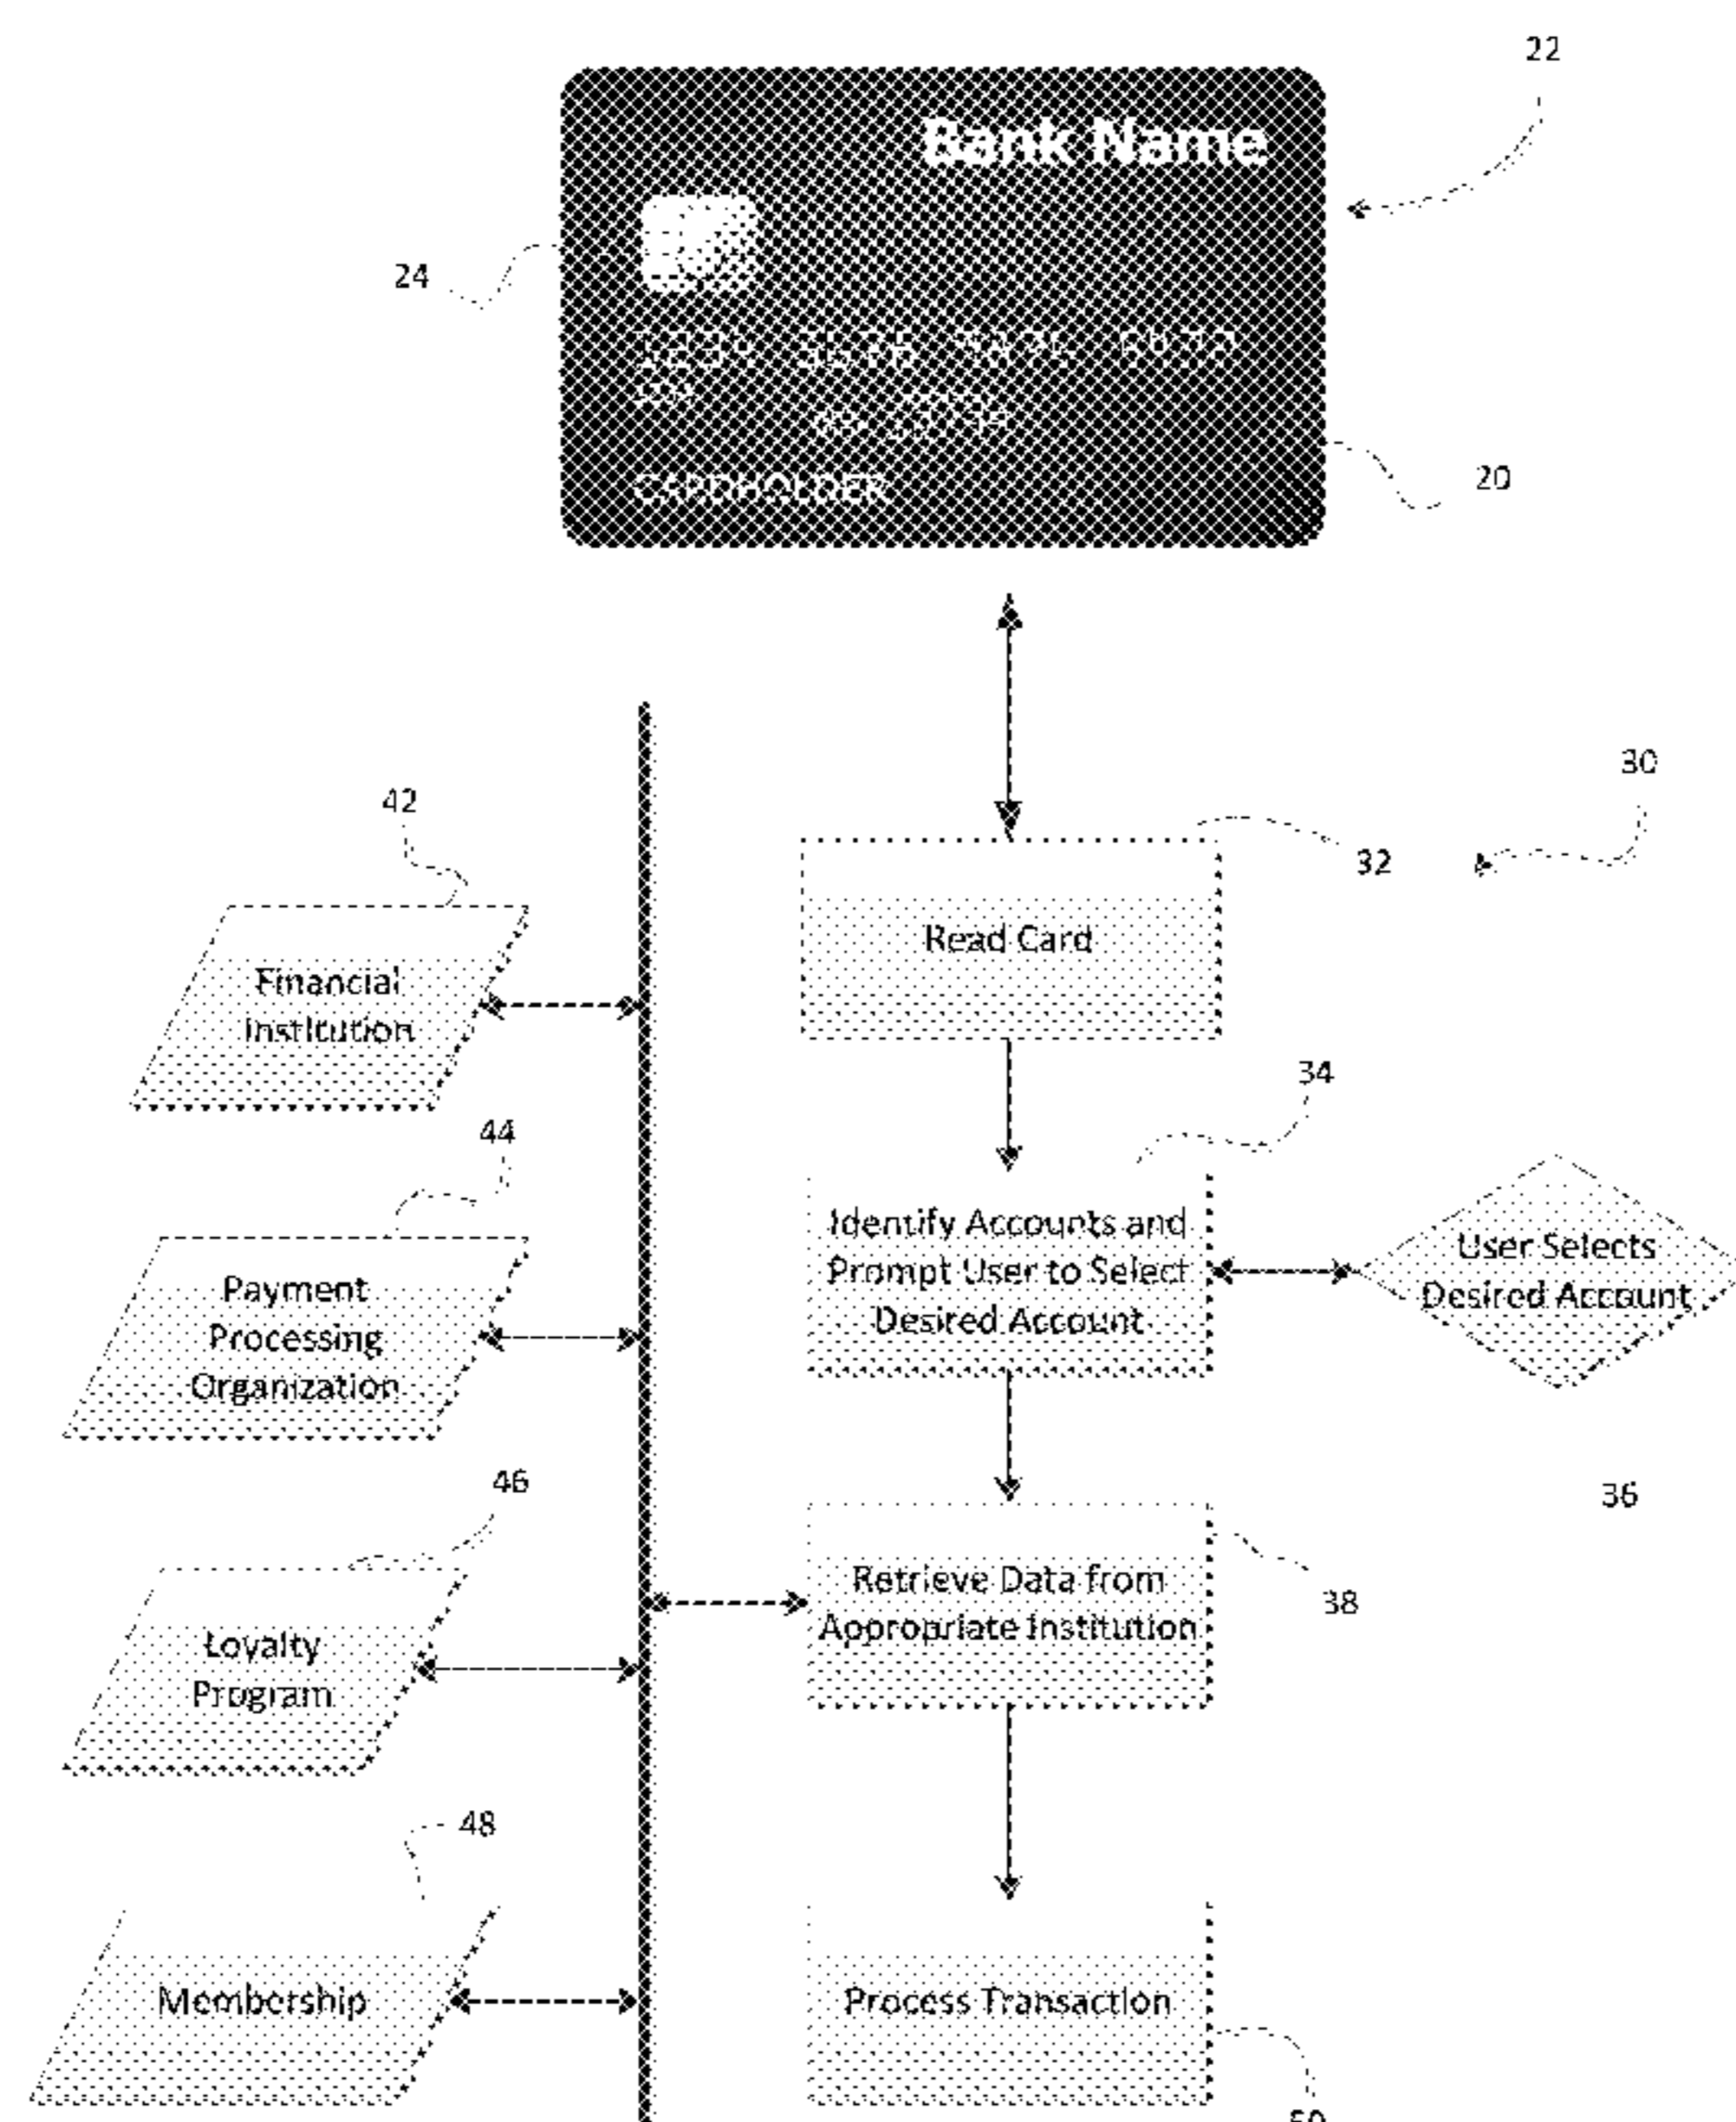 22
Bank Name
24
20
CARDHOLDER
30
42
32
Read Card
Financial
Institution
34
44
Identify Accounts and
Prompt User to Select
Desired Account
User Selects
Desired Account
Payment
Processing
Organization
46
36
38
Retrieve Data from
Appropriate Institution
Loyalty
Program
48
Membership
Process Transaction
50